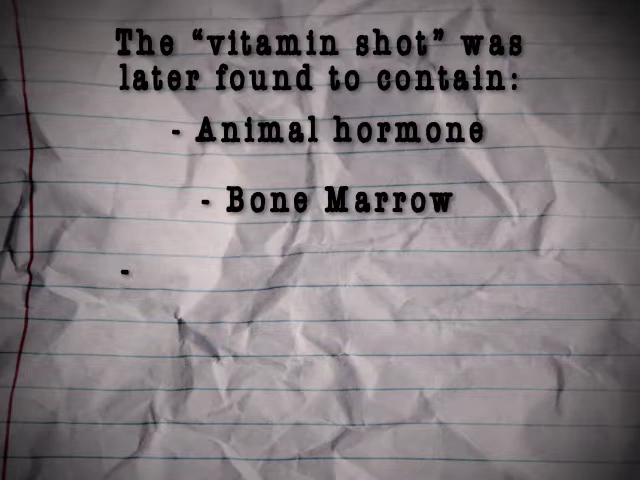 The “vitamin shot” was
later found to contain:
- Animal hormone
- Bone Marrow
-